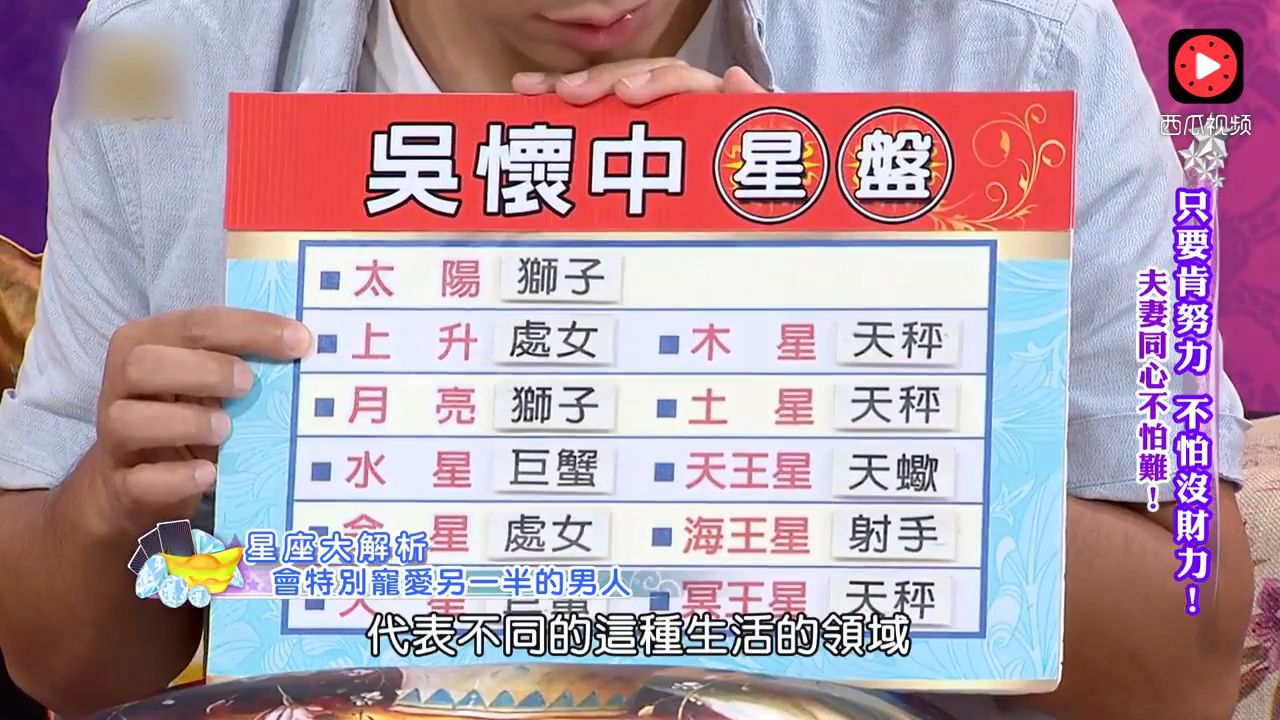 吳懷中星盤
太陽 獅子
上升 處女 木星 天秤
月亮 獅子 土星 天秤
水星 巨蟹 天王星 天蠍
金星 處女 海王星 射手
火星 巨蟹 冥王星 天秤
星座大解析
會特別寵愛另一半的男人
代表不同的這種生活的領域
西瓜视频
只要肯努力 不怕沒財力！
夫妻同心不怕難！